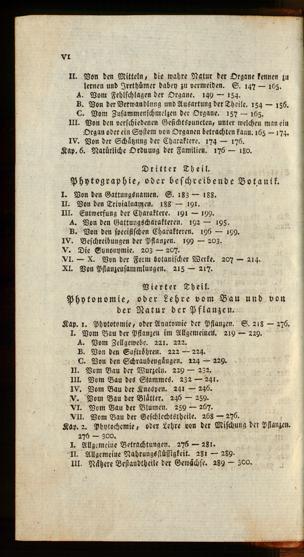 VI
II. Von den Mitteln, die wahre Natur der Organe kennen zu
lernen und Irrthümer dabey zu vermeiden. S. 147 — 165.
A. Vom Fehlschlagen der Organe. 149 — 154.
B. Von der Verwandlung und Ausartung der Theile. 154 — 156.
C. Vom Zusammenschmelzen der Organe. 157 — 165.
III. Von den verschiedenen Gesichtspuncten, unter welchen man ein
Organ oder ein System von Organen betrachten kann. 165 — 174.
IV. Von der Schätzung der Charaktere. 174 — 176.
Kap. 6. Natürliche Ordnung der Familien. 176 — 180.
Dritter Theil.
Phytographie, oder beschreibende Botanik.
I. Von den Gattungsnamen. S. 183 — 188.
II. Von den Trivialnamen. 188 — 191.
III. Entwerfung der Charaktere. 191 — 199.
A. Von den Gattungscharakteren. 192 — 195.
B. Von den specifischen Charakteren. 196 — 199.
IV. Beschreibungen der Pflanzen. 199 — 203.
V. Die Synonymie. 203 — 207.
VI. — X. Von der Form botanischer Werke. 207 — 214.
XI. Von Pflanzensammlungen. 215 — 217.
Vierter Theil.
Phytonomie, oder Lehre vom Bau und von
der Natur der Pflanzen.
Kap. 1. Phytotomie, oder Anatomie der Pflanzen. S. 218 — 276.
I. Vom Bau der Pflanzen im Allgemeinen. 219 — 229.
A. Vom Zellgewebe. 221. 222.
B. Von den Saftröhren. 222 — 224.
C. Von den Schraubengängen. 224 — 229.
II. Vom Bau der Wurzeln. 229 — 232.
III. Vom Bau des Stammes. 232 — 241.
IV. Vom Bau der Knospen. 241 — 246.
V. Vom Bau der Blätter. 246 — 259.
VI. Vom Bau der Blumen. 259 — 267.
VII. Vom Bau der Geschlechtstheile. 268 — 276.
Kap. 2. Phytochemie, oder Lehre von der Mischung der Pflanzen.
276 — 300.
I. Allgemeine Betrachtungen. 276 — 281.
II. Allgemeine Nahrungsflüssigkeit. 281 — 289.
III. Nähere Bestandtheile der Gewächse. 289 — 300.